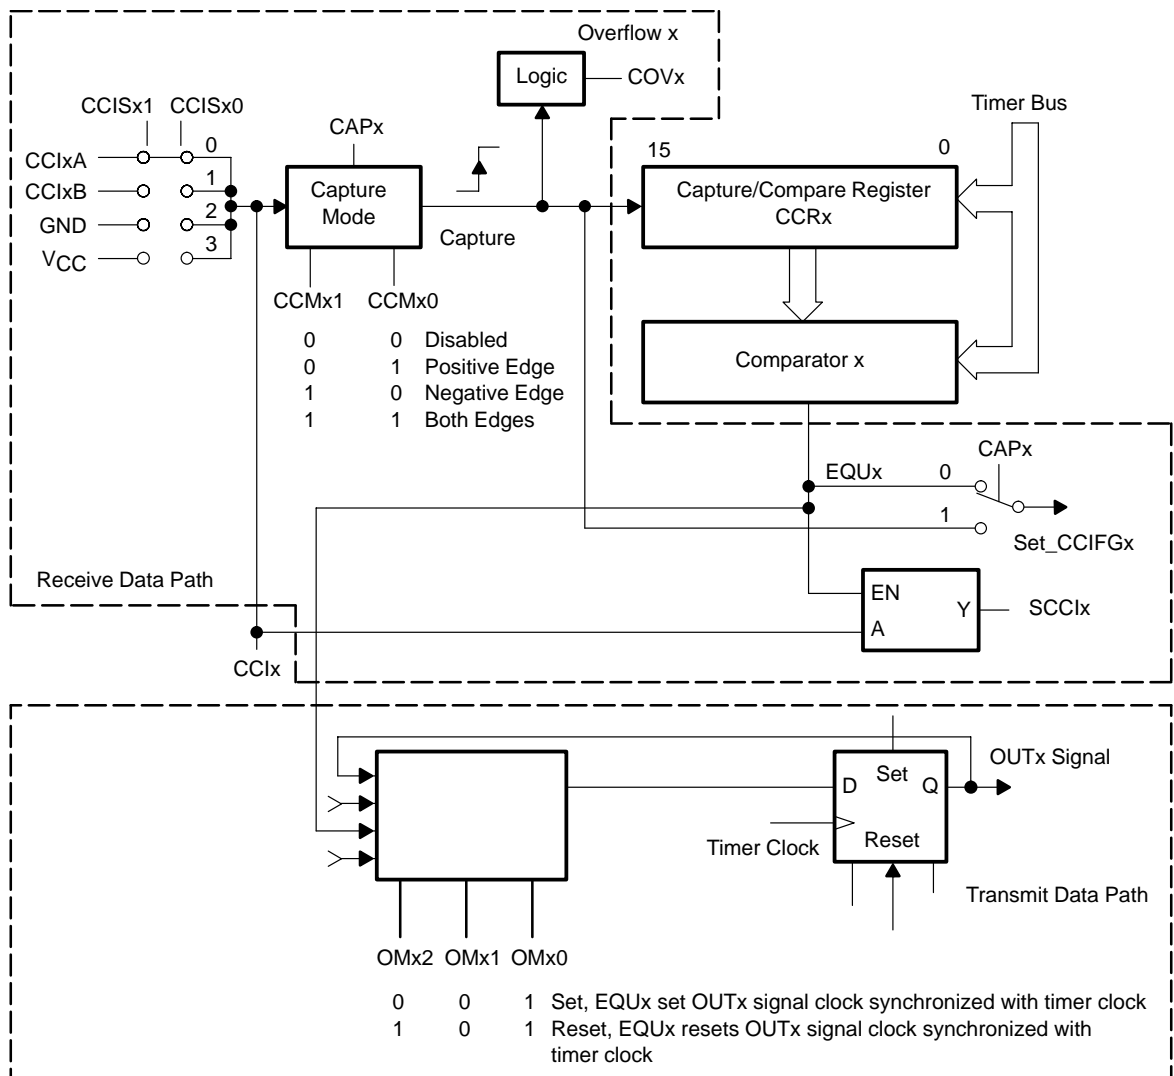 Overflow x
Logic
COVx
CCISx1 CCISx0
Timer Bus
CAPx
0
CCIxA
1
CCIxB
2
GND
3
VCC
Capture
Mode
Capture
15 0
Capture/Compare Register
CCRx
CCMx1 CCMx0
0 0 Disabled
0 1 Positive Edge
1 0 Negative Edge
1 1 Both Edges
Comparator x
CAPx
EQUx 0
1
Set_CCIFGx
Receive Data Path
EN
Y
A
SCCIx
CCIx
OUTx Signal
D Set Q
Timer Clock
Reset
Transmit Data Path
OMx2 OMx1 OMx0
0 0 1 Set, EQUx set OUTx signal clock synchronized with timer clock
1 0 1 Reset, EQUx resets OUTx signal clock synchronized with
timer clock